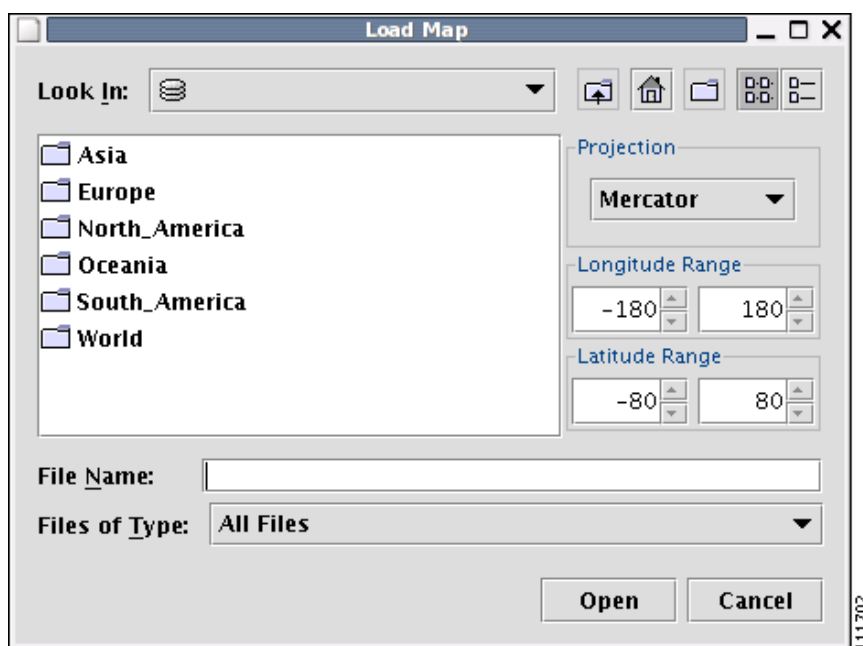 Load Map
Look In:
Asia
Europe
North_America
Oceania
South_America
World
Projection
Mercator
Longitude Range
-180 180
Latitude Range
-80 80
File Name:
Files of Type: All Files
Open Cancel
111792